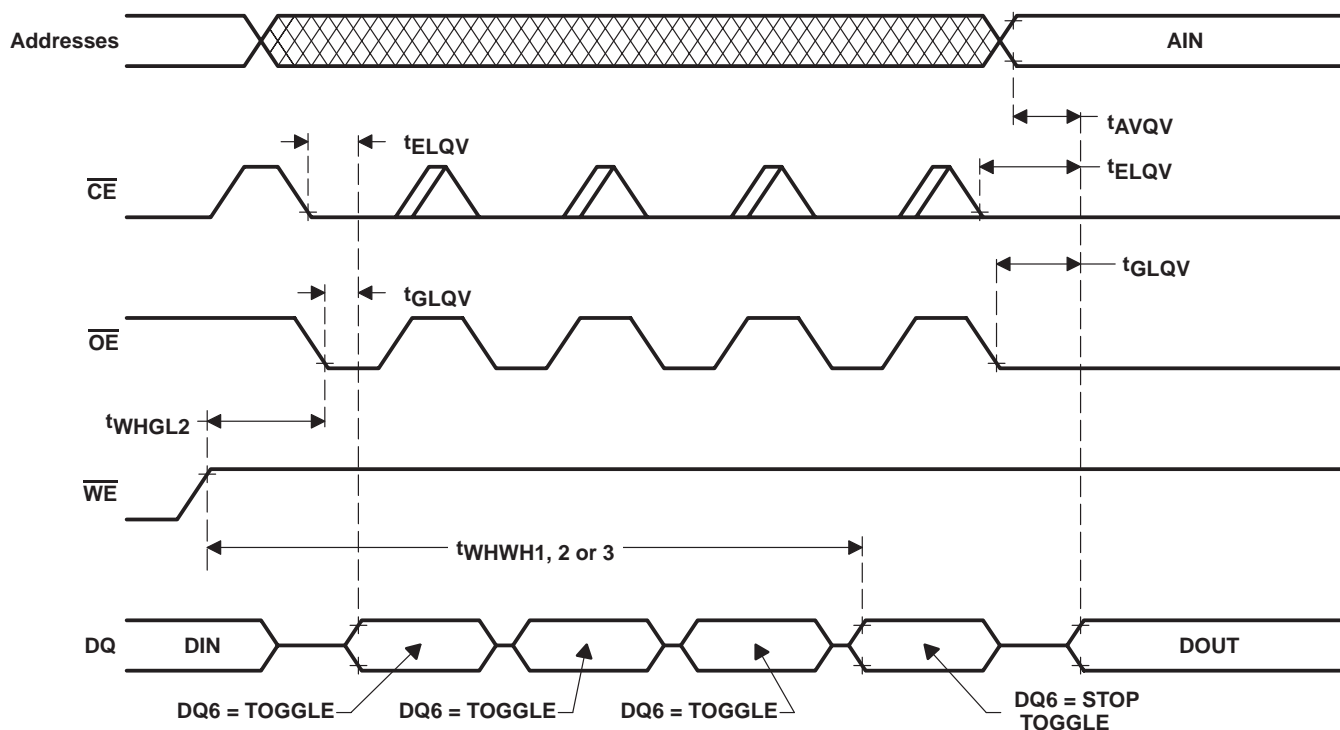 Addresses
AIN
tAVQV
tELQV
tELQV
CE
tGLQV
tGLQV
OE
tWHGL2
WE
tWHWH1, 2 or 3
DQ
DIN
DOUT
DQ6 = TOGGLE
DQ6 = TOGGLE
DQ6 = TOGGLE
DQ6 = STOP
TOGGLE